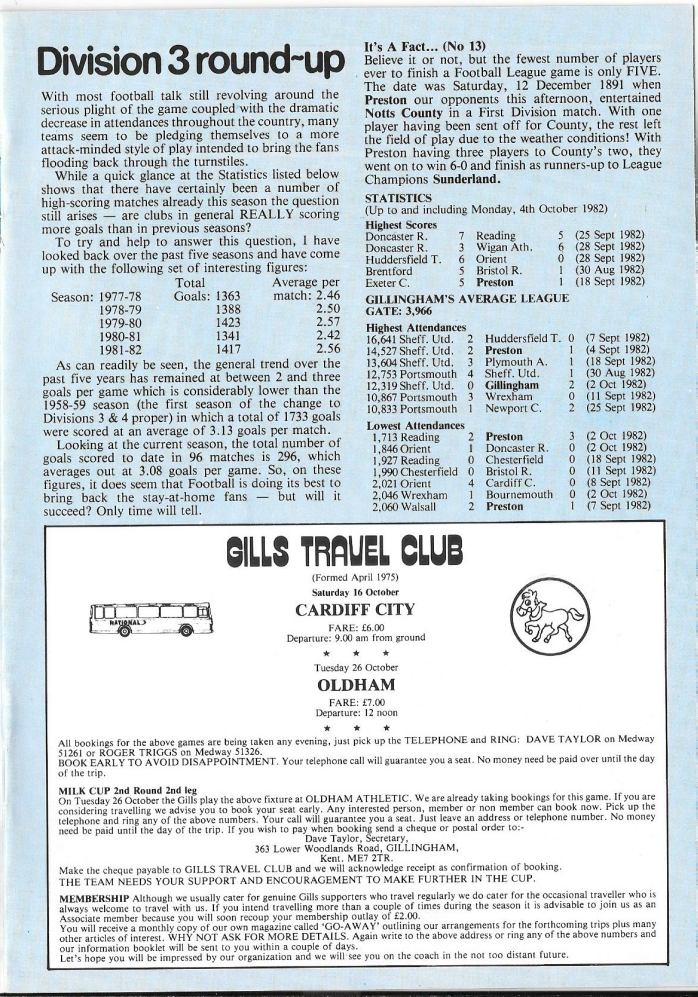 Division 3 round-up
With most football talk still revolving around the
serious plight of the game coupled with the dramatic
decrease in attendances throughout the country, many
teams seem to be pledging themselves to a more
attack-minded style of play intended to bring the fans
flooding back through the turnstiles.
While a quick glance at the Statistics listed below
shows that there have certainly been a number of
high-scoring matches already this season the question
still arises — are clubs in general REALLY scoring
more goals than in previous seasons?
To try and help to answer this question, I have
looked back over the past five seasons and have come
up with the following set of interesting figures:
Total Average per
Season: 1977-78 Goals: 1363 match: 2.46
1978-79 1388 2.50
1979-80 1423 2.57
1980-81 1341 2.42
1981-82 1417 2.56
As can readily be seen, the general trend over the
past five years has remained at between 2 and three
goals per game which is considerably lower than the
1958-59 season (the first season of the change to
Divisions 3 & 4 proper) in which a total of 1733 goals
were scored at an average of 3.13 goals per match.
Looking at the current season, the total number of
goals scored to date in 96 matches is 296, which
averages out at 3.08 goals per game. So, on these
figures, it does seem that Football is doing its best to
bring back the stay-at-home fans — but will it
succeed? Only time will tell.
It's A Fact... (No 13)
Believe it or not, but the fewest number of players
ever to finish a Football League game is only FIVE.
The date was Saturday, 12 December 1891 when
Preston our opponents this afternoon, entertained
Notts County in a First Division match. With one
player having been sent off for County, the rest left
the field of play due to the weather conditions! With
Preston having three players to County's two, they
went on to win 6-0 and finish as runners-up to League
Champions Sunderland.
STATISTICS
(Up to and including Monday, 4th October 1982)
Highest Scores
Doncaster R. 7 Reading 5 (25 Sept 1982)
Doncaster R. 3 Wigan Ath. 6 (28 Sept 1982)
Huddersfield T. 6 Orient 0 (28 Sept 1982)
Brentford 5 Bristol R. 1 (30 Aug 1982)
Exeter C. 5 Preston 1 (18 Sept 1982)
GILLINGHAM'S AVERAGE LEAGUE
GATE: 3,966
Highest Attendances
16,641 Sheff. Utd. 2 Huddersfield T. 0 (7 Sept 1982)
14,527 Sheff. Utd. 2 Preston 1 (4 Sept 1982)
13,604 Sheff. Utd. 3 Plymouth A. 1 (18 Sept 1982)
12,753 Portsmouth 4 Sheff. Utd. 1 (30 Aug 1982)
12,319 Sheff. Utd. 0 Gillingham 2 (2 Oct 1982)
10,867 Portsmouth 3 Wrexham 0 (11 Sept 1982)
10,833 Portsmouth 1 Newport C. 2 (25 Sept 1982)
Lowest Attendances
1,713 Reading 2 Preston 3 (2 Oct 1982)
1,846 Orient 1 Doncaster R. 0 (2 Oct 1982)
1,927 Reading 0 Chesterfield 0 (18 Sept 1982)
1,990 Chesterfield 0 Bristol R. 0 (11 Sept 1982)
2,021 Orient 4 Cardiff C. 0 (8 Sept 1982)
2,046 Wrexham 1 Bournemouth 0 (2 Oct 1982)
2,060 Walsall 2 Preston 1 (7 Sept 1982)
GILLS TRAVEL CLUB
(Formed April 1975)
Saturday 16 October
CARDIFF CITY
FARE: £6.00
Departure: 9.00 am from ground
★ ★ ★
Tuesday 26 October
OLDHAM
FARE: £7.00
Departure: 12 noon
★ ★ ★
NATIONAL
All bookings for the above games are being taken any evening, just pick up the TELEPHONE and RING: DAVE TAYLOR on Medway
51261 or ROGER TRIGGS on Medway 51326.
BOOK EARLY TO AVOID DISAPPOINTMENT. Your telephone call will guarantee you a seat. No money need be paid over until the day
of the trip.
MILK CUP 2nd Round 2nd leg
On Tuesday 26 October the Gills play the above fixture at OLDHAM ATHLETIC. We are already taking bookings for this game. If you are
considering travelling we advise you to book your seat early. Any interested person, member or non member can book now. Pick up the
telephone and ring any of the above numbers. Your call will guarantee you a seat. Just leave an address or telephone number. No money
need be paid until the day of the trip. If you wish to pay when booking send a cheque or postal order to:-
Dave Taylor, Secretary,
363 Lower Woodlands Road, GILLINGHAM,
Kent. ME7 2TR.
Make the cheque payable to GILLS TRAVEL CLUB and we will acknowledge receipt as confirmation of booking.
THE TEAM NEEDS YOUR SUPPORT AND ENCOURAGEMENT TO MAKE FURTHER IN THE CUP.
MEMBERSHIP Although we usually cater for genuine Gills supporters who travel regularly we do cater for the occasional traveller who is
always welcome to travel with us. If you intend travelling more than a couple of times during the season it is advisable to join us as an
Associate member because you will soon recoup your membership outlay of £2.00.
You will receive a monthly copy of our own magazine called 'GO-AWAY' outlining our arrangements for the forthcoming trips plus many
other articles of interest. WHY NOT ASK FOR MORE DETAILS. Again write to the above address or ring any of the above numbers and
our information booklet will be sent to you within a couple of days.
Let's hope you will be impressed by our organization and we will see you on the coach in the not too distant future.